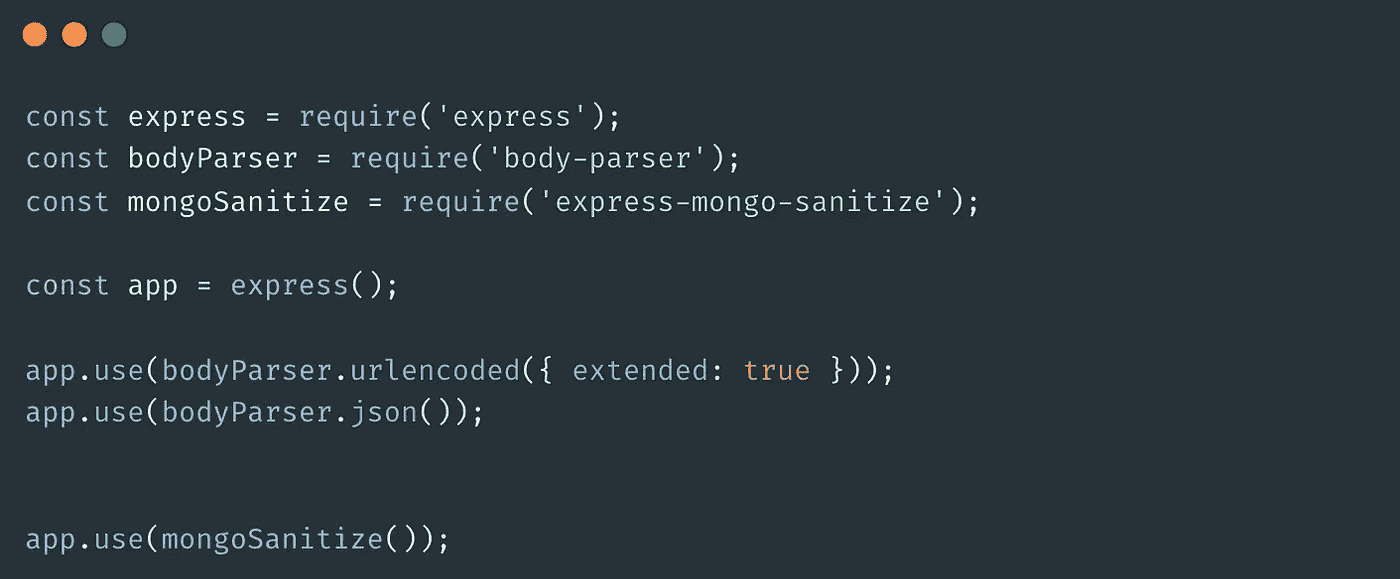 const express = require('express');
const bodyParser = require('body-parser');
const mongoSanitize = require('express-mongo-sanitize');
const app = express();
app.use(bodyParser.urlencoded({ extended: true }));
app.use(bodyParser.json());
app.use(mongoSanitize());